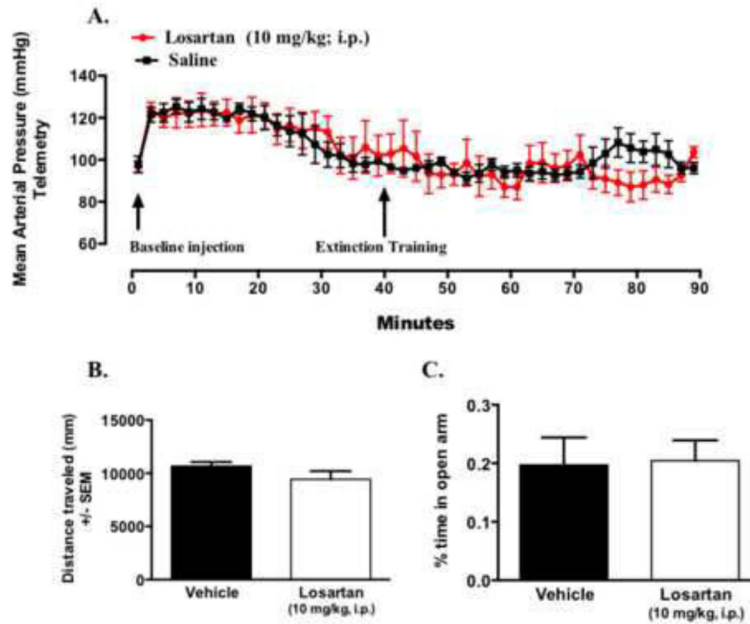 A.
Losartan (10 mg/kg; i.p.)
Saline
Mean Arterial Pressure (mmHg)
Telemetry
140
120
100
80
60
Baseline injection
Extinction Training
0 10 20 30 40 50 60 70 80 90
Minutes
B.
Distance traveled (mm)
+/- SEM
15000
10000
5000
0
Vehicle
Losartan
(10 mg/kg, i.p.)
C.
% time in open arm
0.3
0.2
0.1
0.0
Vehicle
Losartan
(10 mg/kg, i.p.)